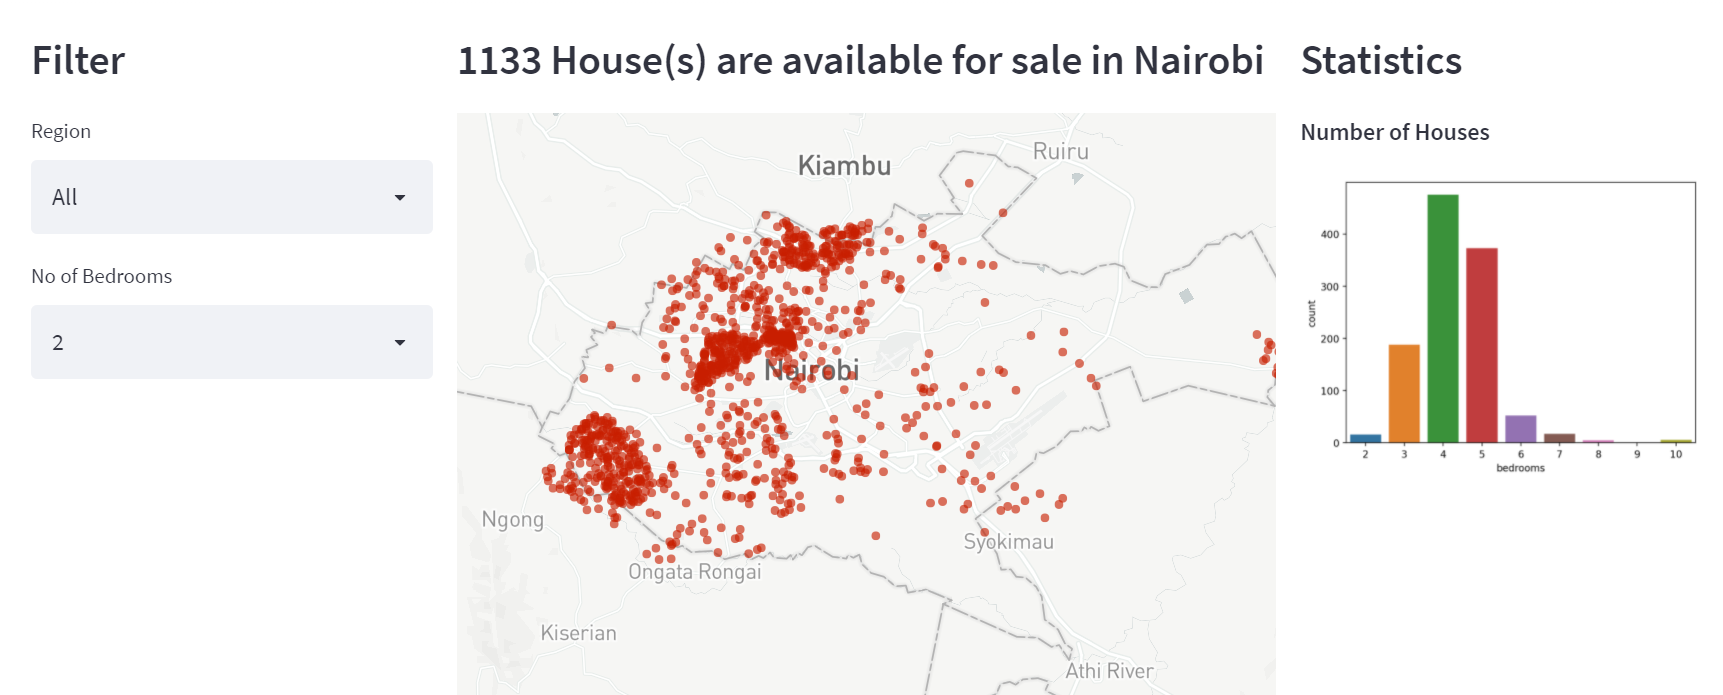 Filter
Region
All
No of Bedrooms
2
1133 House(s) are available for sale in Nairobi
Kiambu
Ruiru
Nairobi
Ngong
Syokimau
Ongata Rongai
Kiserian
Athi River
Statistics
Number of Houses
400
300
200
100
0
count
2 3 4 5 6 7 8 9 10
bedrooms